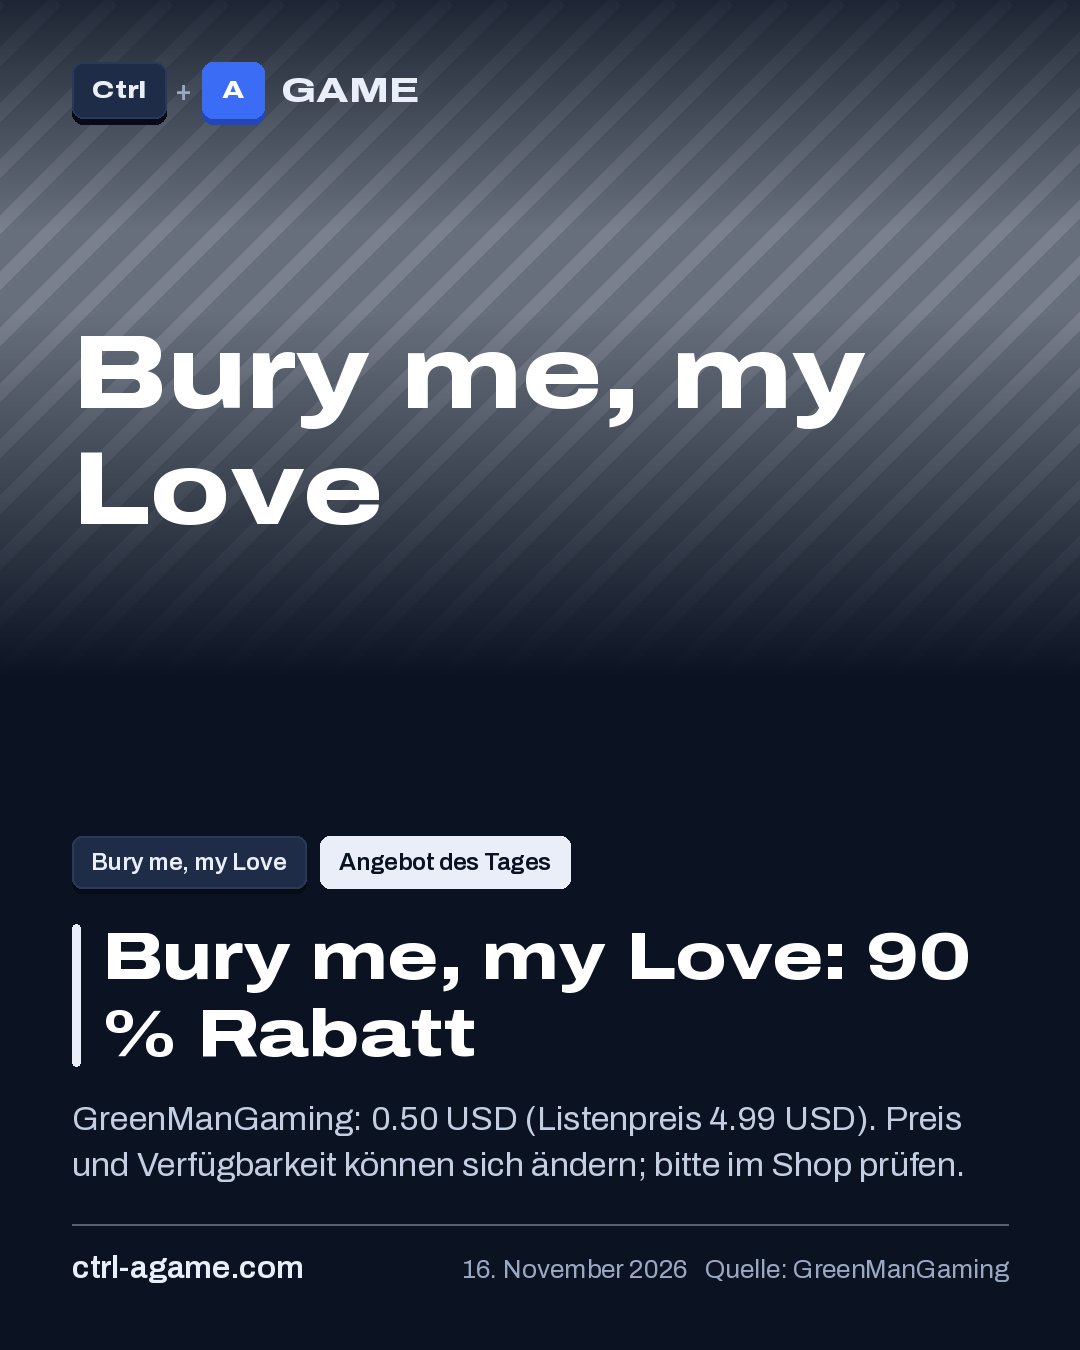 Ctrl + A GAME
Bury me, my
Love
Bury me, my Love Angebot des Tages
Bury me, my Love: 90
% Rabatt
GreenManGaming: 0.50 USD (Listenpreis 4.99 USD). Preis
und Verfügbarkeit können sich ändern; bitte im Shop prüfen.
ctrl-agame.com 16. November 2026 Quelle: GreenManGaming